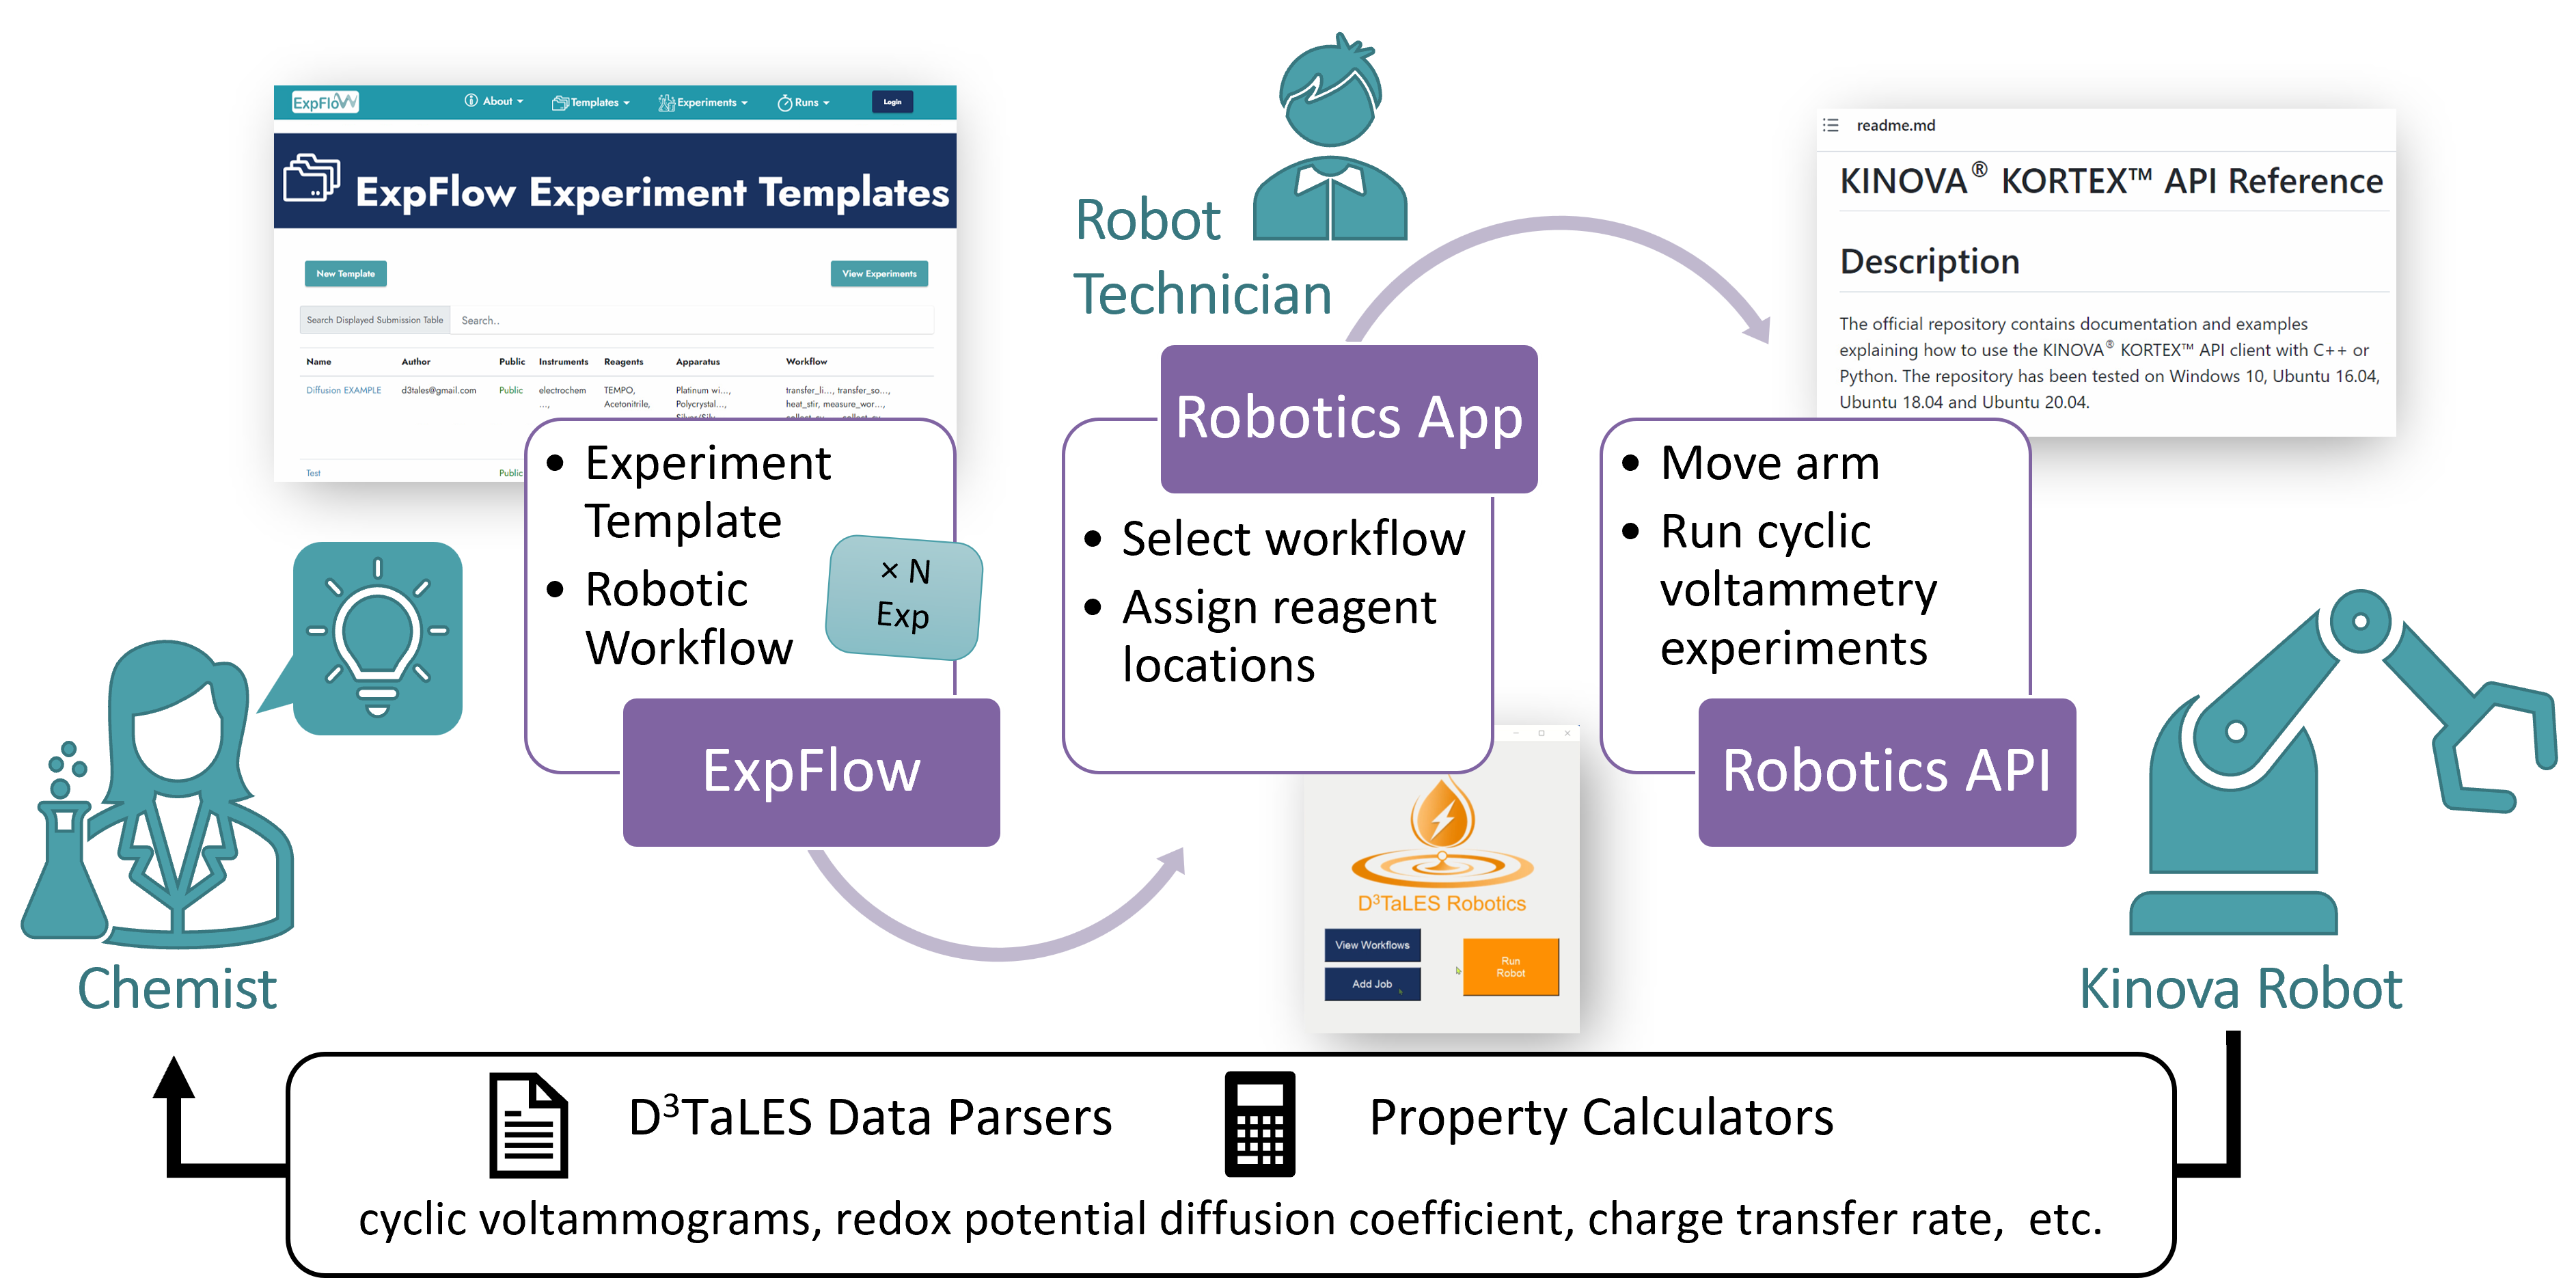 ExpFlow
About
Templates
Experiments
Runs
Login
ExpFlow Experiment Templates
New Template
View Experiments
Search Displayed Submission Table
Search..
Name Author Public Instruments Reagents Apparatus Workflow
Diffusion EXAMPLE d3tales@gmail.com Public electrochem TEMPO, Platinum wi..., transfer_li..., transfer_so...,
..., Acetonitrile, Polycrystal..., heat_stir, measure_wor...,
Test Public
• Experiment
Template
• Robotic
Workflow
× N
Exp
ExpFlow
Chemist
Robot
Technician
Robotics App
• Select workflow
• Assign reagent
locations
D³TaLES Robotics
View Workflows
Add Job
Run
Robot
readme.md
KINOVA® KORTEX™ API Reference
Description
The official repository contains documentation and examples
explaining how to use the KINOVA® KORTEX™ API client with C++ or
Python. The repository has been tested on Windows 10, Ubuntu 16.04,
Ubuntu 18.04 and Ubuntu 20.04.
• Move arm
• Run cyclic
voltammetry
experiments
Robotics API
Kinova Robot
D³TaLES Data Parsers
Property Calculators
cyclic voltammograms, redox potential diffusion coefficient, charge transfer rate, etc.